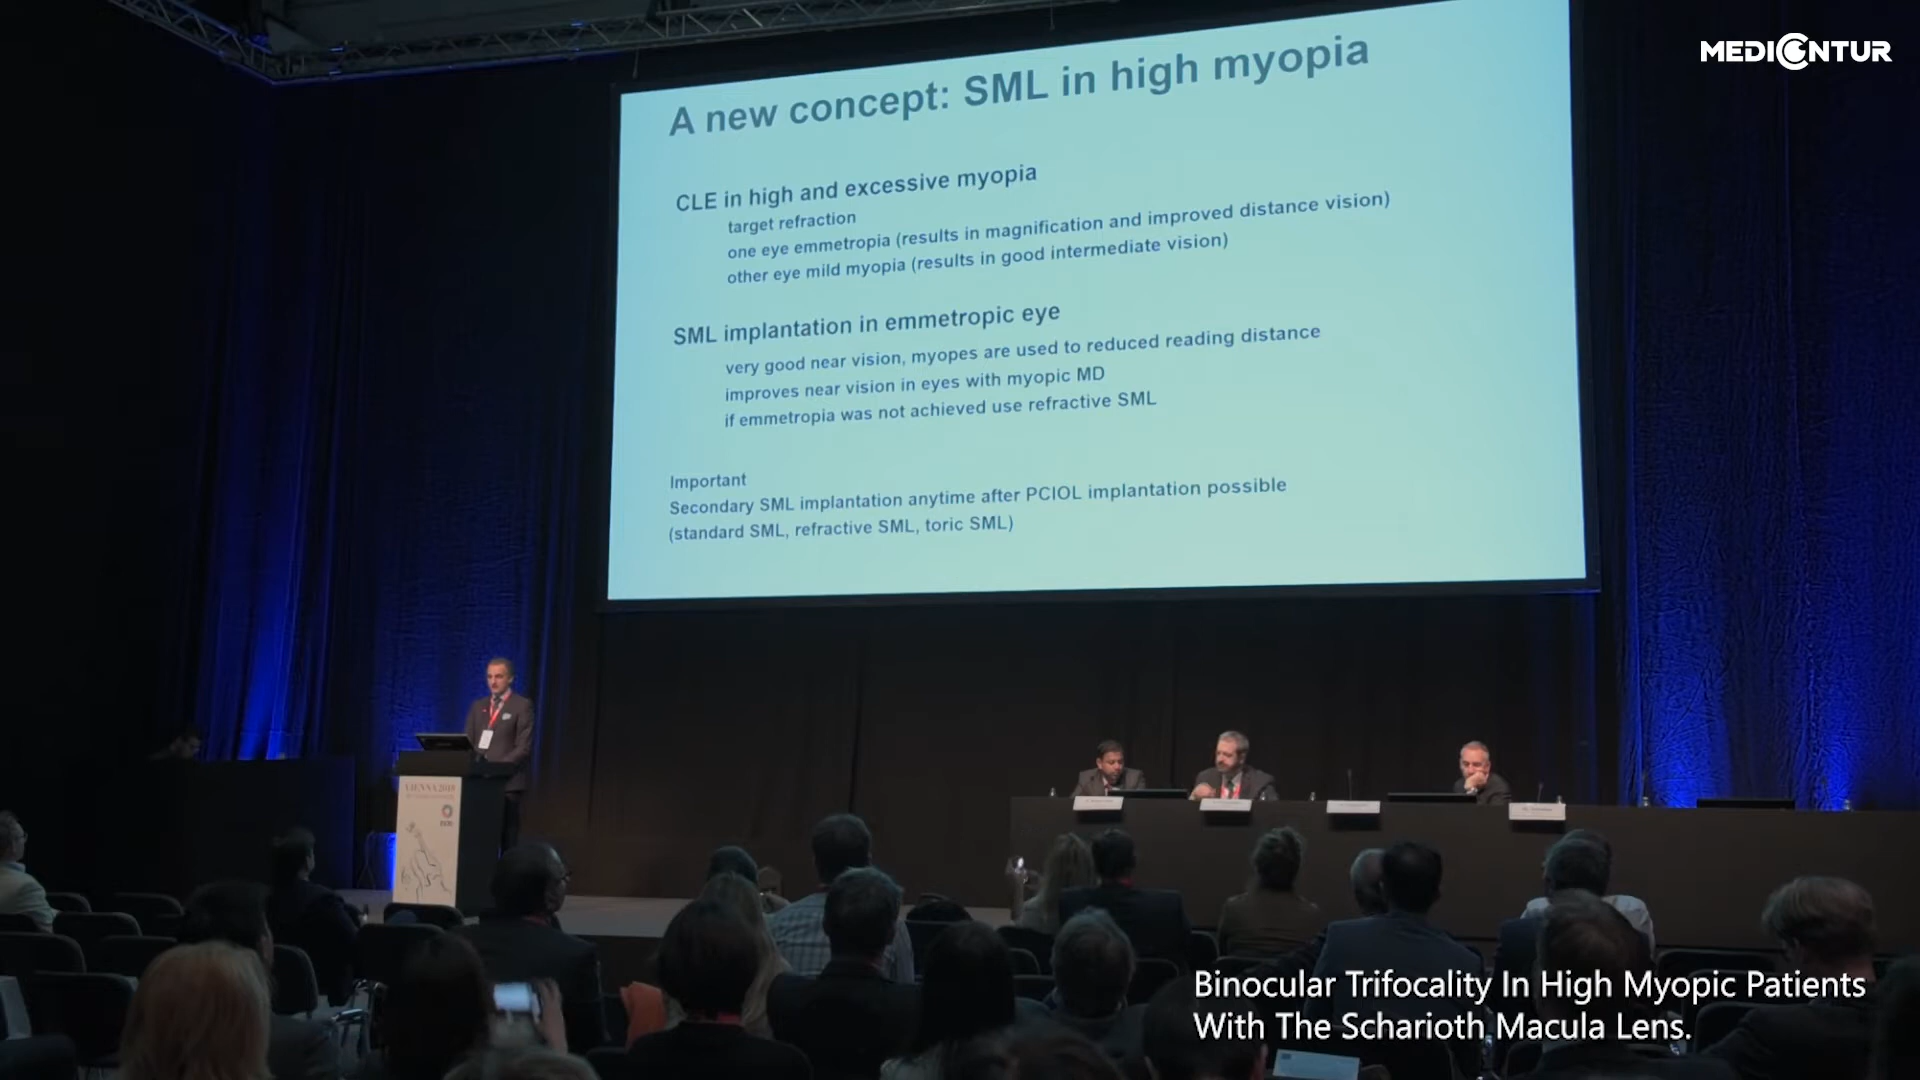 MEDICONTUR
A new concept: SML in high myopia
CLE in high and excessive myopia
target refraction
one eye emmetropia (results in magnification and improved distance vision)
other eye mild myopia (results in good intermediate vision)
SML implantation in emmetropic eye
very good near vision, myopes are used to reduced reading distance
improves near vision in eyes with myopic MD
if emmetropia was not achieved use refractive SML
Important
Secondary SML implantation anytime after PCIOL implantation possible
(standard SML, refractive SML, toric SML)
VIENNA 2018
Binocular Trifocality In High Myopic Patients
With The Scharioth Macula Lens.